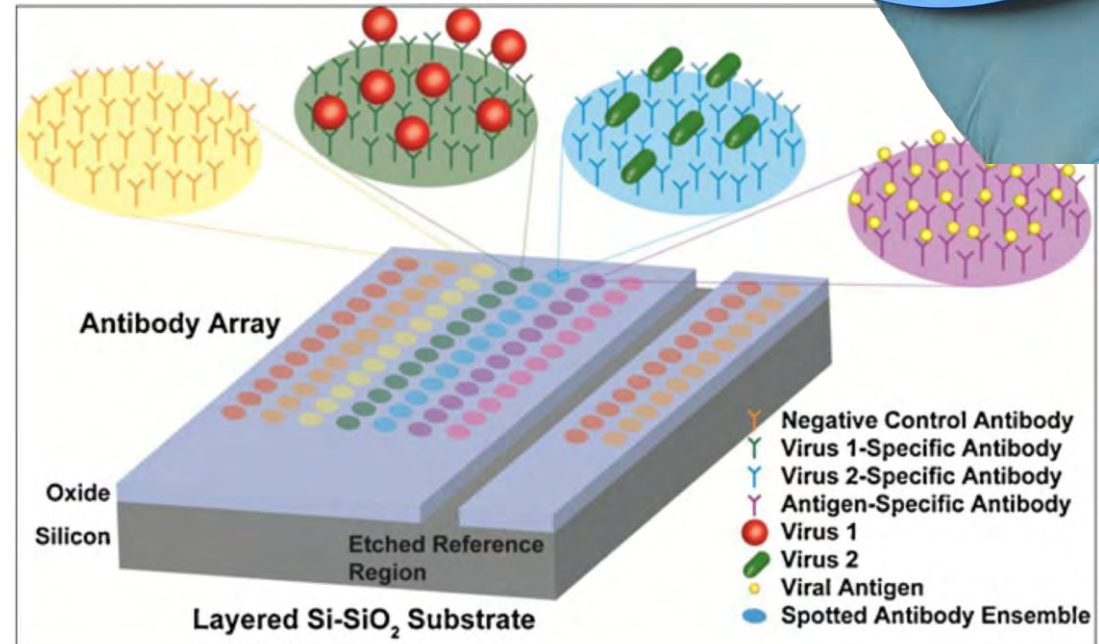 Antibody Array
Oxide
Silicon
Etched Reference
Region
Layered Si-SiO₂ Substrate
Negative Control Antibody
Virus 1-Specific Antibody
Virus 2-Specific Antibody
Antigen-Specific Antibody
Virus 1
Virus 2
Viral Antigen
Spotted Antibody Ensemble